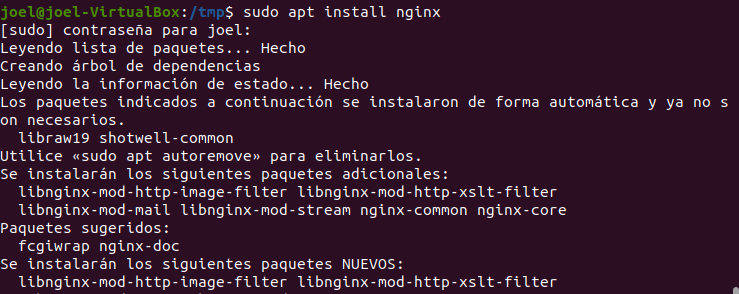 joel@joel-VirtualBox:/tmp$ sudo apt install nginx
[sudo] contraseña para joel:
Leyendo lista de paquetes... Hecho
Creando árbol de dependencias
Leyendo la información de estado... Hecho
Los paquetes indicados a continuación se instalaron de forma automática y ya no s
on necesarios.
  libraw19 shotwell-common
Utilice «sudo apt autoremove» para eliminarlos.
Se instalarán los siguientes paquetes adicionales:
  libnginx-mod-http-image-filter libnginx-mod-http-xslt-filter
  libnginx-mod-mail libnginx-mod-stream nginx-common nginx-core
Paquetes sugeridos:
  fcgiwrap nginx-doc
Se instalarán los siguientes paquetes NUEVOS:
  libnginx-mod-http-image-filter libnginx-mod-http-xslt-filter